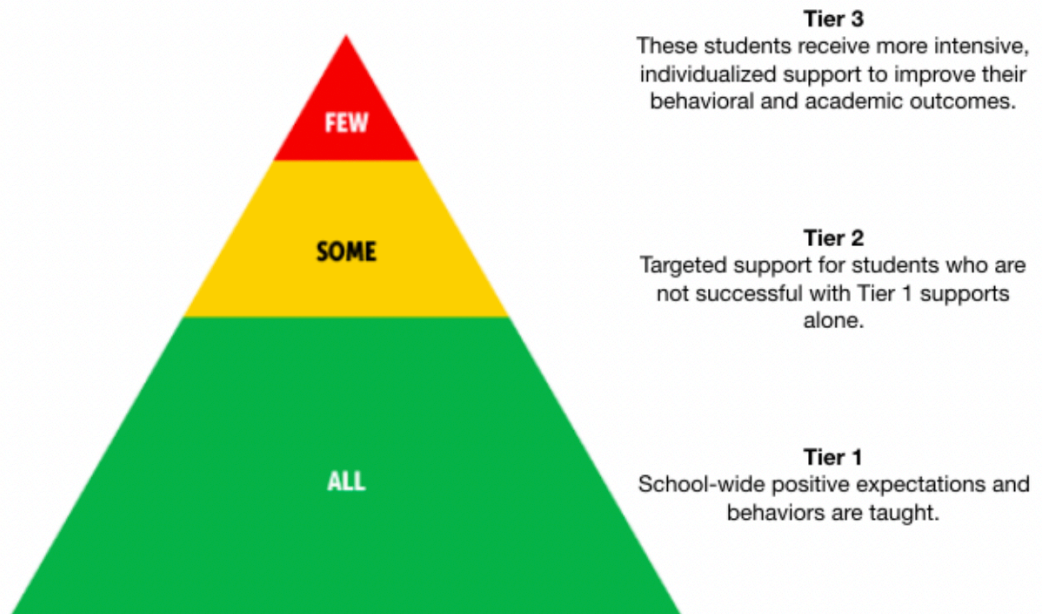 Tier 3
These students receive more intensive,
individualized support to improve their
behavioral and academic outcomes.
FEW
Tier 2
Targeted support for students who are
not successful with Tier 1 supports
alone.
SOME
Tier 1
School-wide positive expectations and
behaviors are taught.
ALL